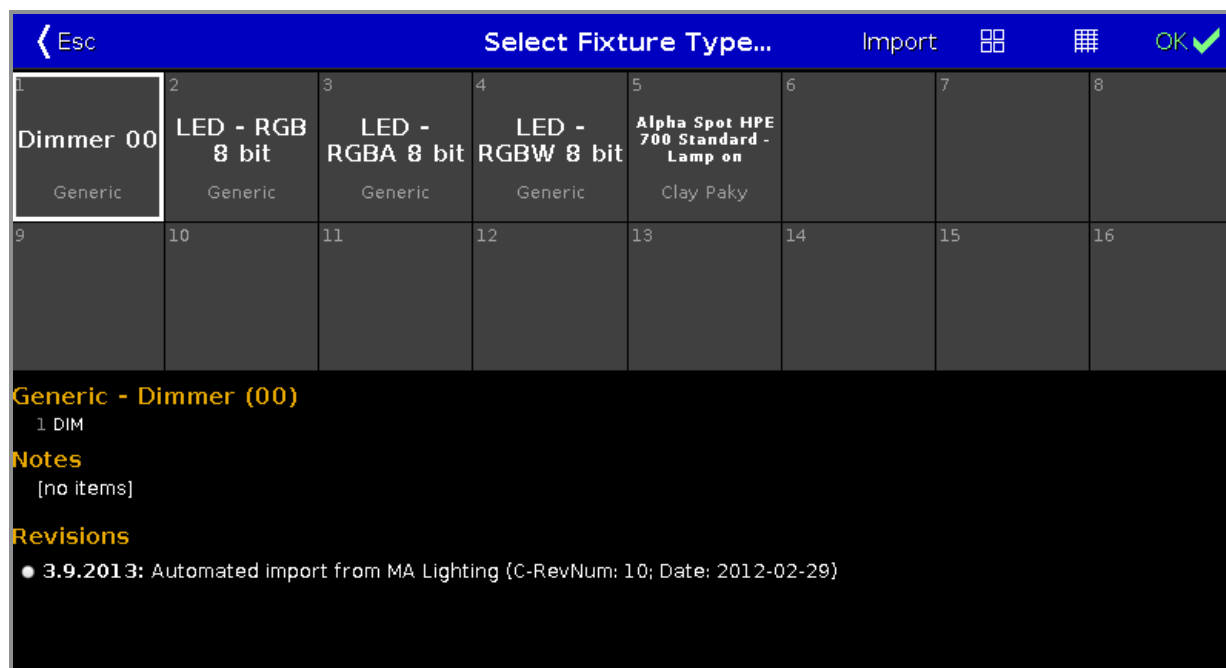 Esc Select Fixture Type... Import OK
1 2 3 4 5 6 7 8
Dimmer 00
Generic
LED - RGB
8 bit
Generic
LED -
RGBA 8 bit
Generic
LED -
RGBW 8 bit
Generic
Alpha Spot HPE
700 Standard -
Lamp on
Clay Paky
9 10 11 12 13 14 15 16
Generic - Dimmer (00)
1 DIM
Notes
[no items]
Revisions
3.9.2013: Automated import from MA Lighting (C-RevNum: 10; Date: 2012-02-29)